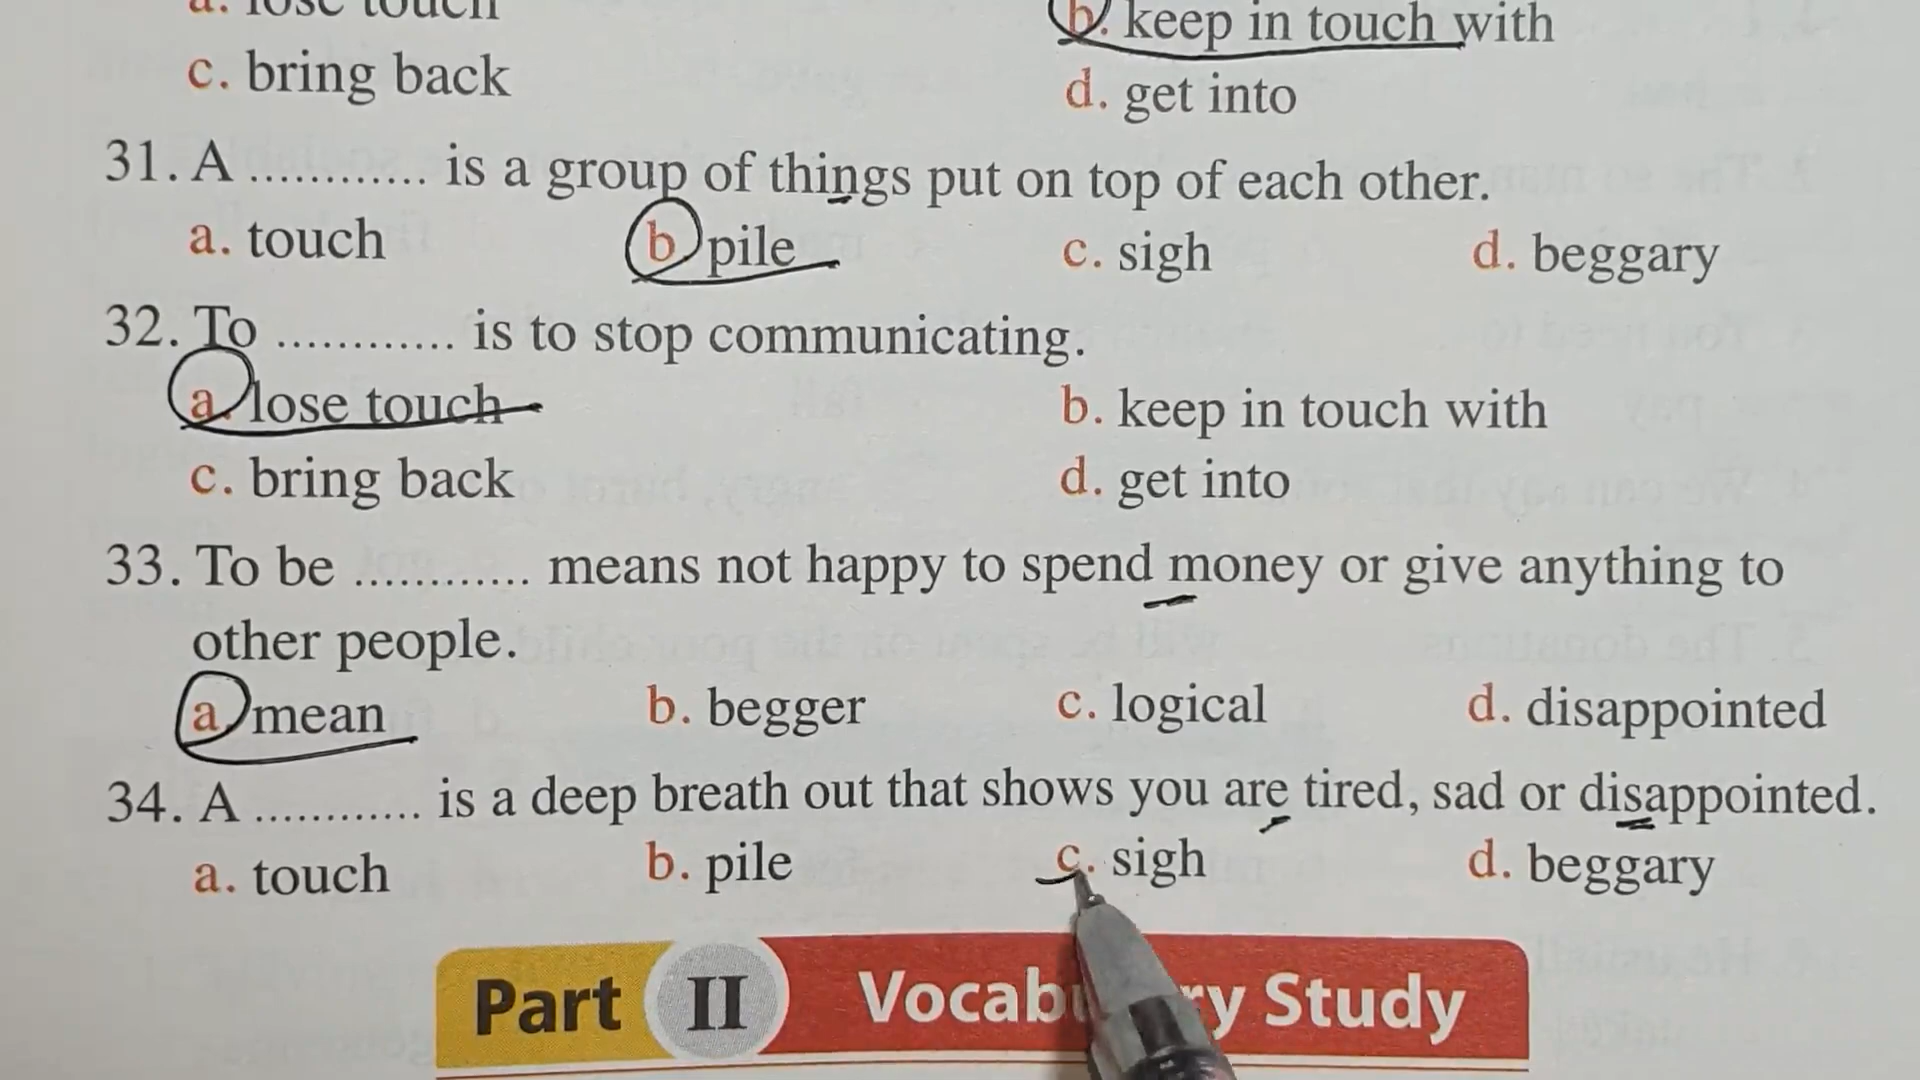 a. lose touch
b. keep in touch with
c. bring back
d. get into
31. A ............ is a group of things put on top of each other.
a. touch b. pile c. sigh d. beggary
32. To ............ is to stop communicating.
a. lose touch b. keep in touch with
c. bring back d. get into
33. To be ............ means not happy to spend money or give anything to
other people.
a. mean b. begger c. logical d. disappointed
34. A ............ is a deep breath out that shows you are tired, sad or disappointed.
a. touch b. pile c. sigh d. beggary
Part II Vocabulary Study